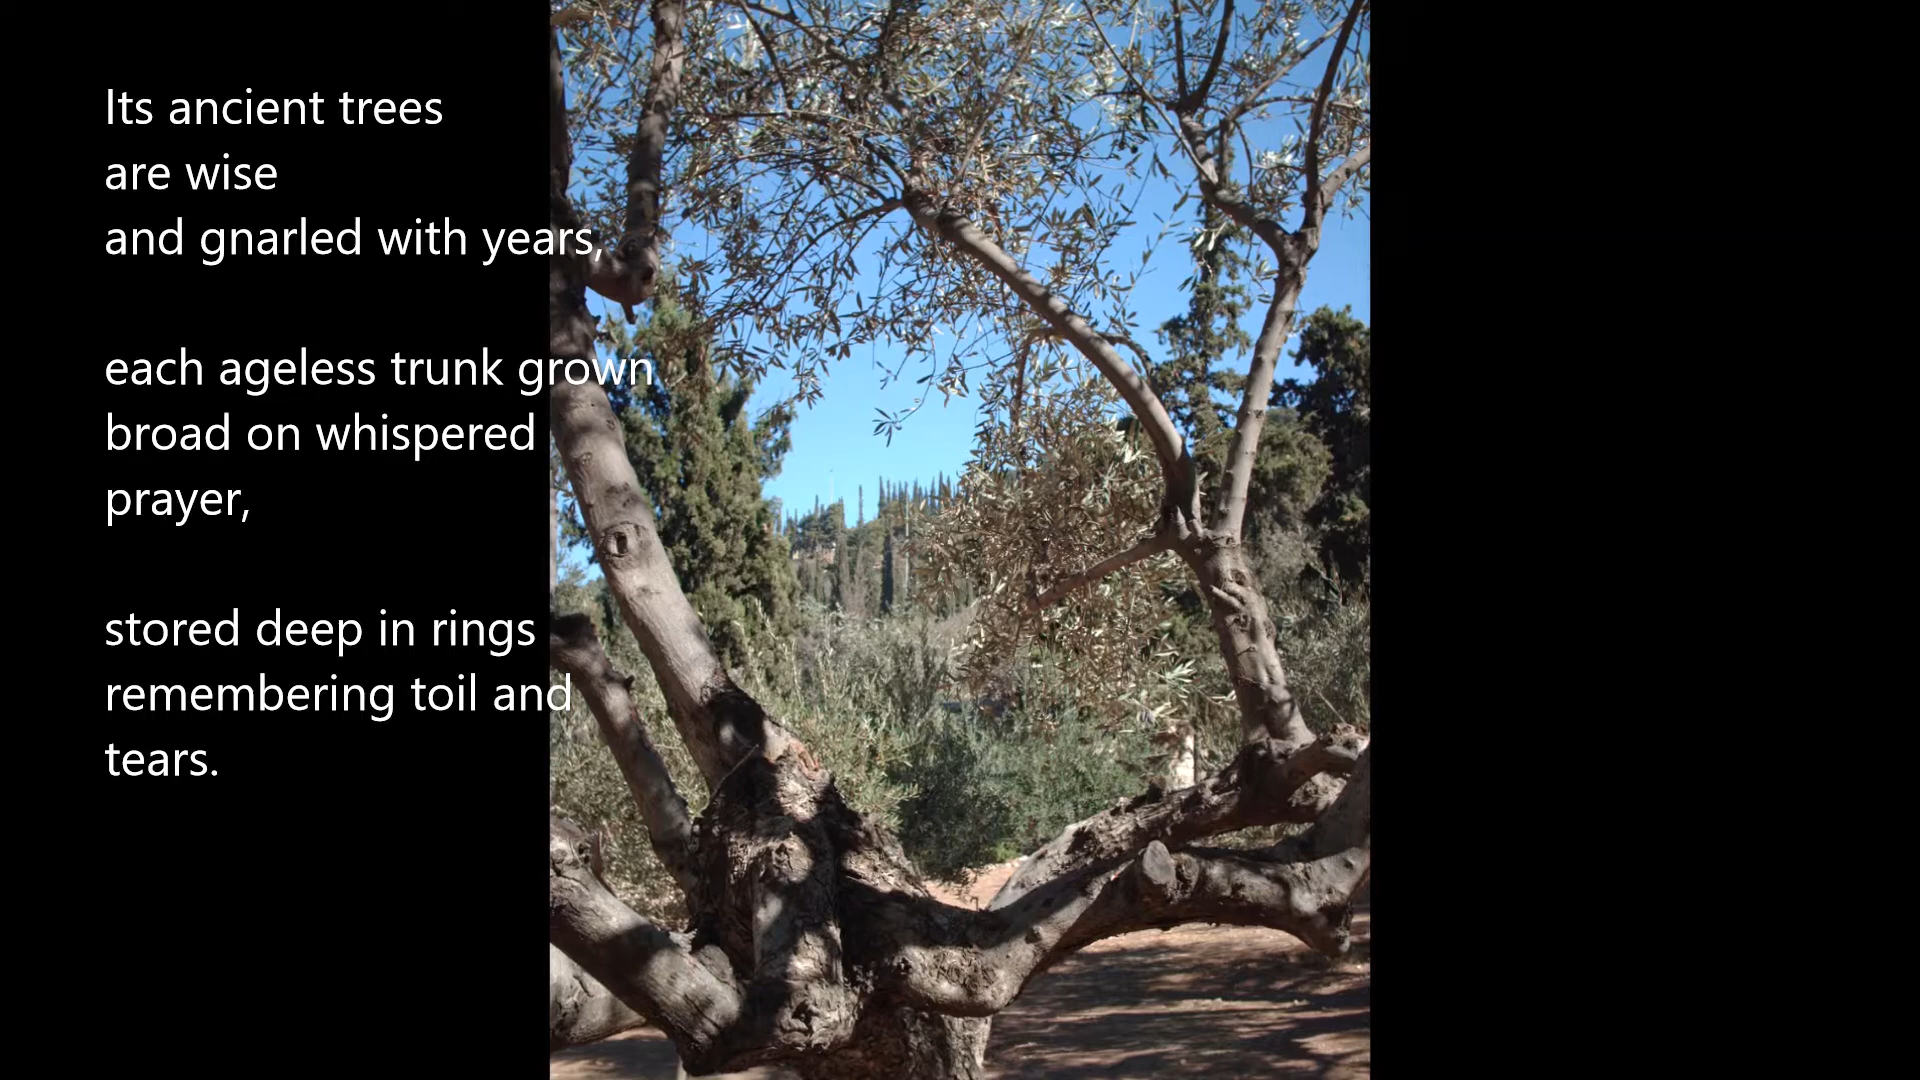 Its ancient trees
are wise
and gnarled with years,
each ageless trunk grown
broad on whispered
prayer,
stored deep in rings
remembering toil and
tears.